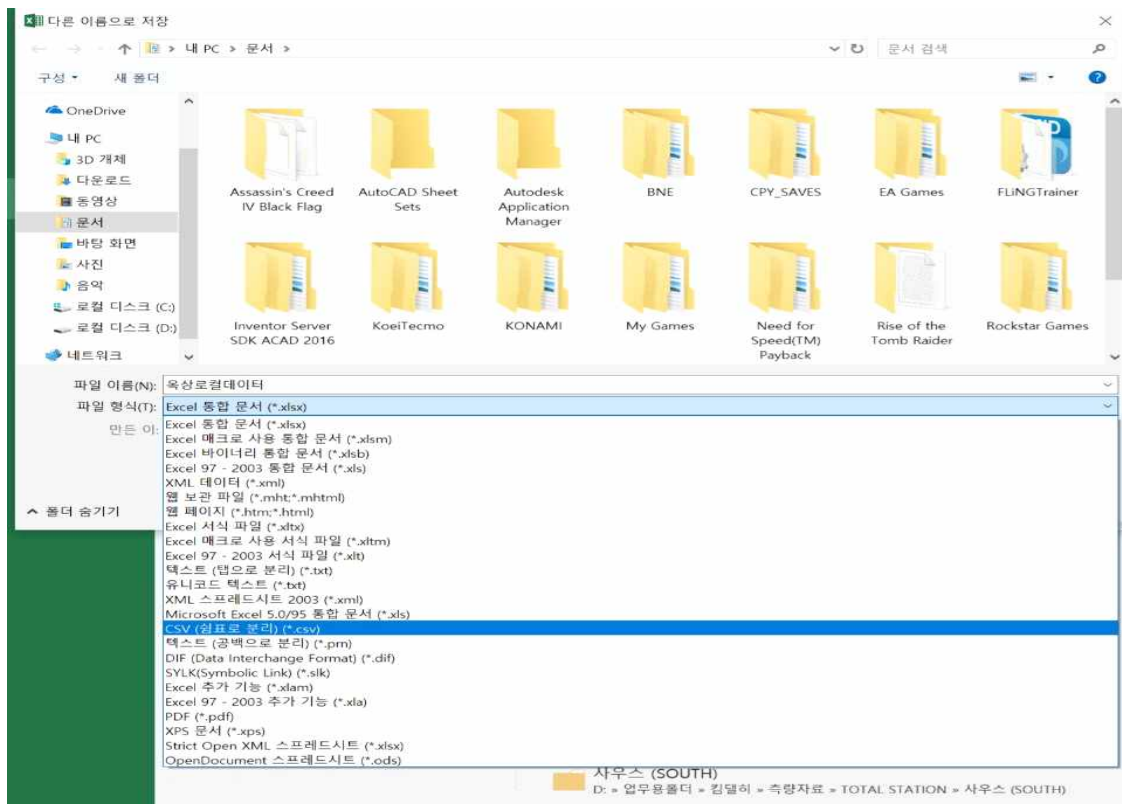 다른 이름으로 저장
내 PC > 문서 >
문서 검색
구성
새 폴더
OneDrive
내 PC
3D 개체
다운로드
동영상
문서
바탕 화면
사진
음악
로컬 디스크 (C:)
로컬 디스크 (D:)
네트워크
Assassin's Creed
IV Black Flag
AutoCAD Sheet
Sets
Autodesk
Application
Manager
BNE
CPY_SAVES
EA Games
FLiNGTrainer
Inventor Server
SDK ACAD 2016
KoeiTecmo
KONAMI
My Games
Need for
Speed(TM)
Payback
Rise of the
Tomb Raider
Rockstar Games
파일 이름(N): 옥상로컬데이터
파일 형식(T): Excel 통합 문서 (*.xlsx)
만든 이:
Excel 통합 문서 (*.xlsx)
Excel 매크로 사용 통합 문서 (*.xlsm)
Excel 바이너리 통합 문서 (*.xlsb)
Excel 97 - 2003 통합 문서 (*.xls)
XML 데이터 (*.xml)
웹 보관 파일 (*.mht;*.mhtml)
웹 페이지 (*.htm;*.html)
Excel 서식 파일 (*.xltx)
Excel 매크로 사용 서식 파일 (*.xltm)
Excel 97 - 2003 서식 파일 (*.xlt)
텍스트 (탭으로 분리) (*.txt)
유니코드 텍스트 (*.txt)
XML 스프레드시트 2003 (*.xml)
Microsoft Excel 5.0/95 통합 문서 (*.xls)
CSV (쉼표로 분리) (*.csv)
텍스트 (공백으로 분리) (*.prn)
DIF (Data Interchange Format) (*.dif)
SYLK(Symbolic Link) (*.slk)
Excel 추가 기능 (*.xlam)
Excel 97 - 2003 추가 기능 (*.xla)
PDF (*.pdf)
XPS 문서 (*.xps)
Strict Open XML 스프레드시트 (*.xlsx)
OpenDocument 스프레드시트 (*.ods)
폴더 숨기기
사우스 (SOUTH)
D: » 업무용폴더 » 킴델히 » 측량자료 » TOTAL STATION » 사우스 (SOUTH)